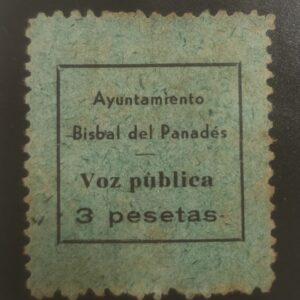 Ayuntamiento
Bisbal del Panadés
Voz pública
3 pesetas